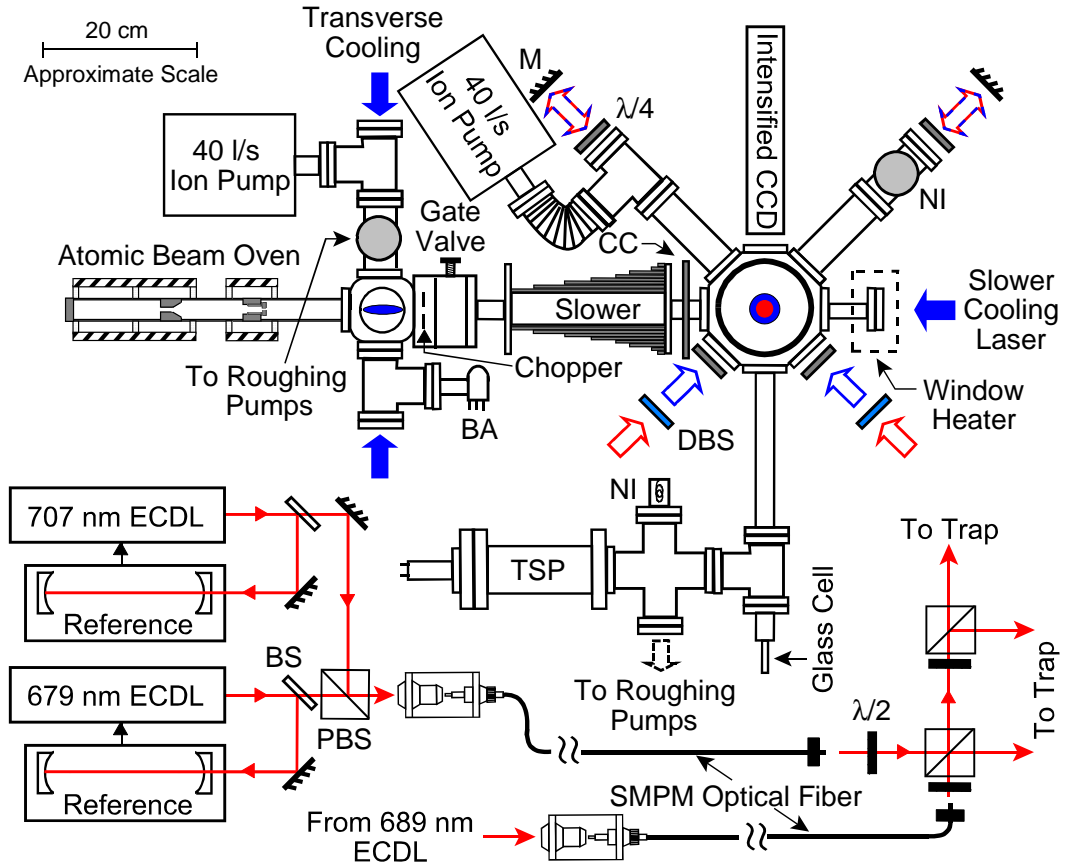 20 cm
Approximate Scale
Transverse
Cooling
M
40 l/s
Ion Pump
λ/4
Intensified CCD
40 l/s
Ion Pump
NI
Gate
Valve
CC
Atomic Beam Oven
Slower
Slower
Cooling
Laser
To Roughing
Pumps
Chopper
BA
DBS
Window
Heater
NI
707 nm ECDL
To Trap
TSP
Reference
Glass Cell
BS
679 nm ECDL
To Roughing
Pumps
To Trap
PBS
λ/2
Reference
SMPM Optical Fiber
From 689 nm
ECDL